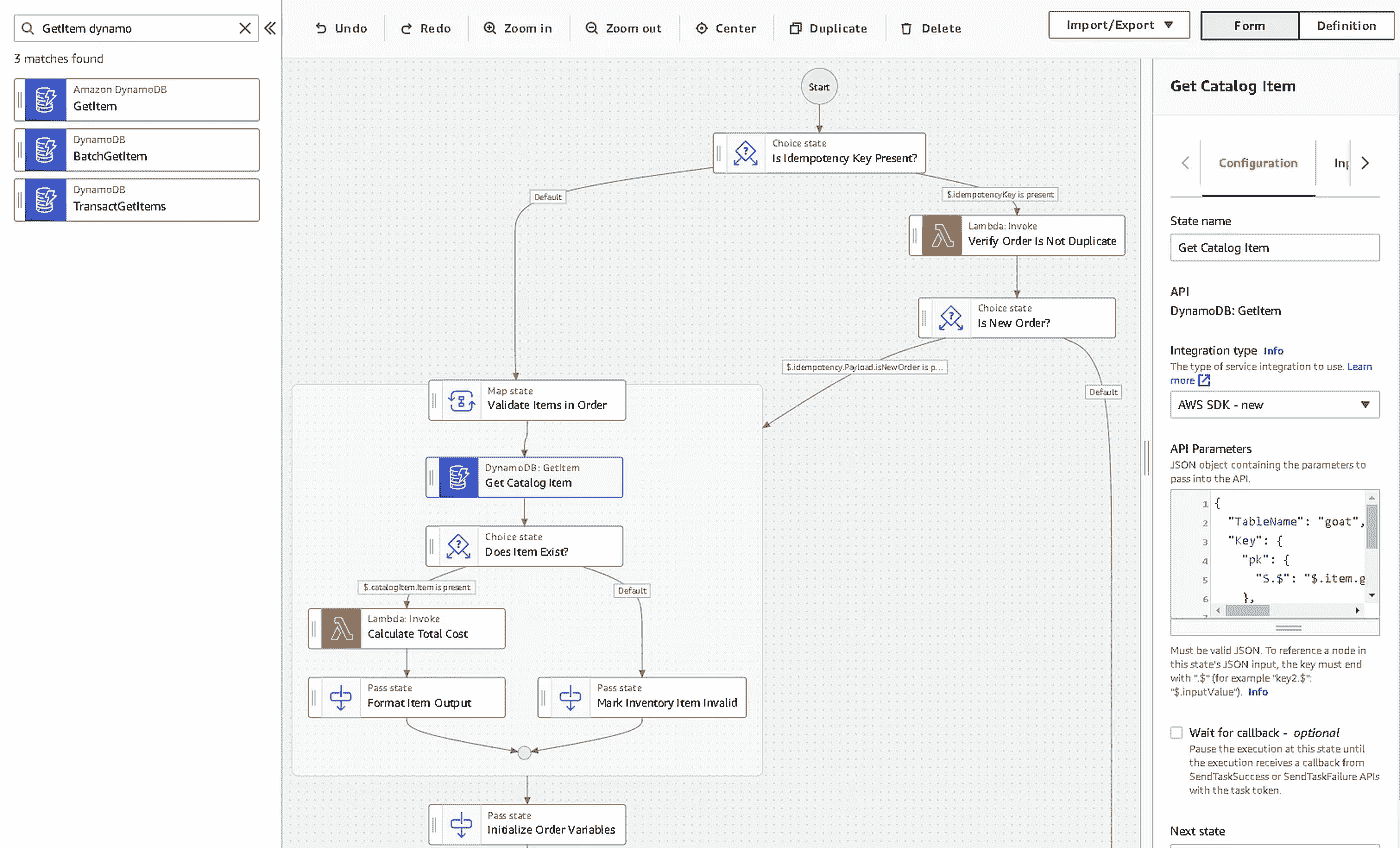 GetItem dynamo
3 matches found
Amazon DynamoDB
GetItem
DynamoDB
BatchGetItem
DynamoDB
TransactGetItems
Undo
Redo
Zoom in
Zoom out
Center
Duplicate
Delete
Import/Export
Form
Definition
Start
Choice state
Is Idempotency Key Present?
Default
$.idempotencyKey is present
Lambda: Invoke
Verify Order Is Not Duplicate
Choice state
Is New Order?
$.idempotency.Payload.isNewOrder is p...
Default
Map state
Validate Items in Order
DynamoDB: GetItem
Get Catalog Item
Choice state
Does Item Exist?
$.catalogItem.Item is present
Default
Lambda: Invoke
Calculate Total Cost
Pass state
Format Item Output
Pass state
Mark Inventory Item Invalid
Pass state
Initialize Order Variables
Get Catalog Item
Configuration
Inp
State name
Get Catalog Item
API
DynamoDB: GetItem
Integration type Info
The type of service integration to use. Learn
more
AWS SDK - new
API Parameters
JSON object containing the parameters to
pass into the API.
1 {
2 "TableName": "goat",
3 "Key": {
4 "pk": {
5 "S.$": "$.item.g
6 },
7
Must be valid JSON. To reference a node in
this state's JSON input, the key must end
with ".$" (for example "key2.$":
"$.inputValue"). Info
Wait for callback - optional
Pause the execution at this state until
the execution receives a callback from
SendTaskSuccess or SendTaskFailure APIs
with the task token.
Next state